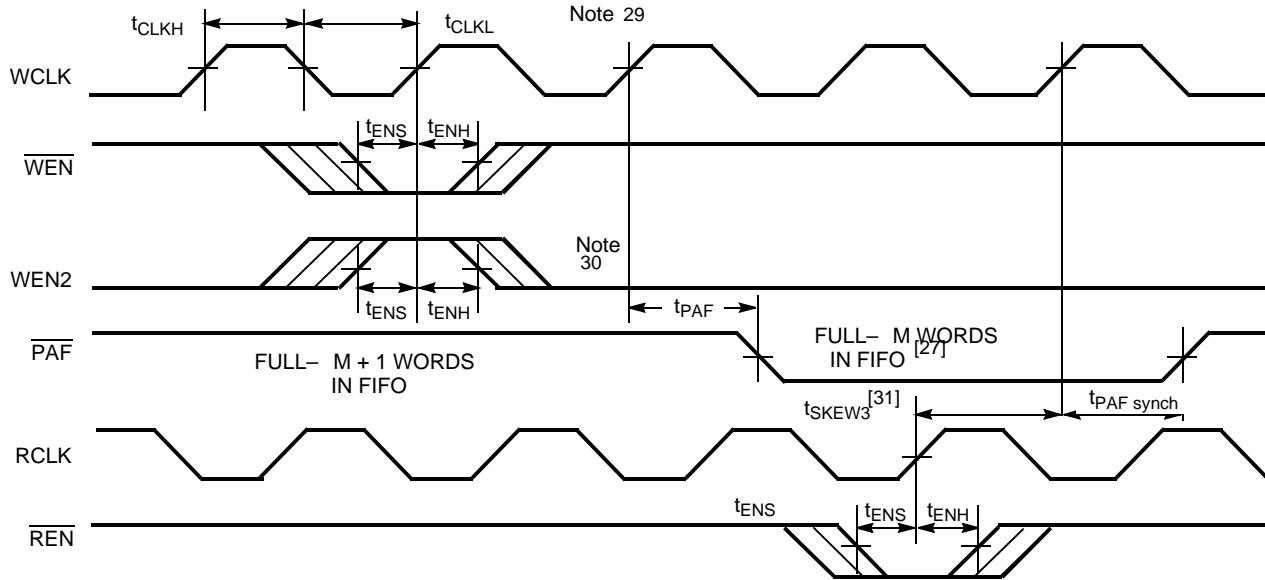 Note 29
tCLKH
tCLKL
WCLK
tENS
tENH
WEN
Note
30
WEN2
tENS
tENH
tPAF
PAF
FULL– M + 1 WORDS
IN FIFO
FULL– M WORDS
IN FIFO [27]
tSKEW3[31]
tPAF synch
RCLK
tENS
tENS
tENH
REN